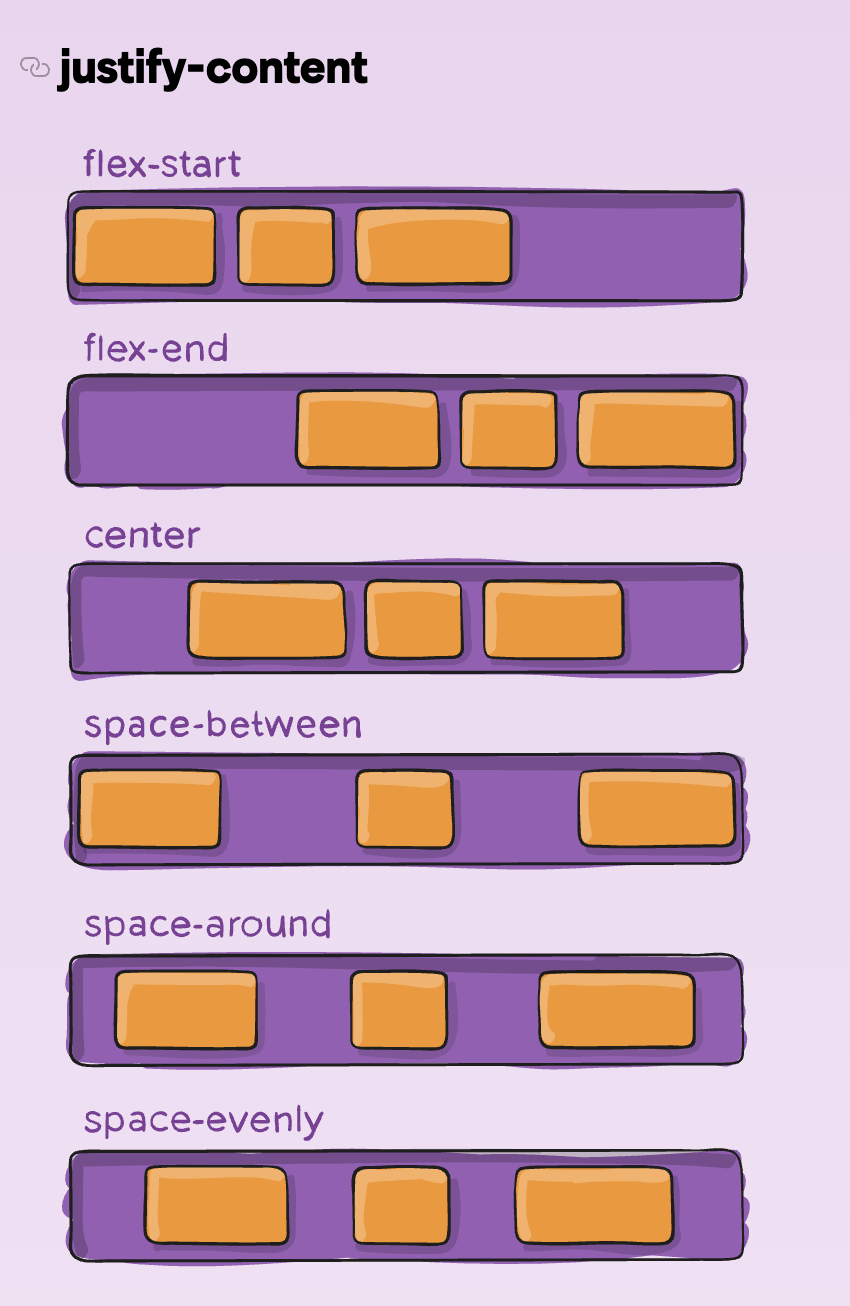 justify-content
flex-start
flex-end
center
space-between
space-around
space-evenly